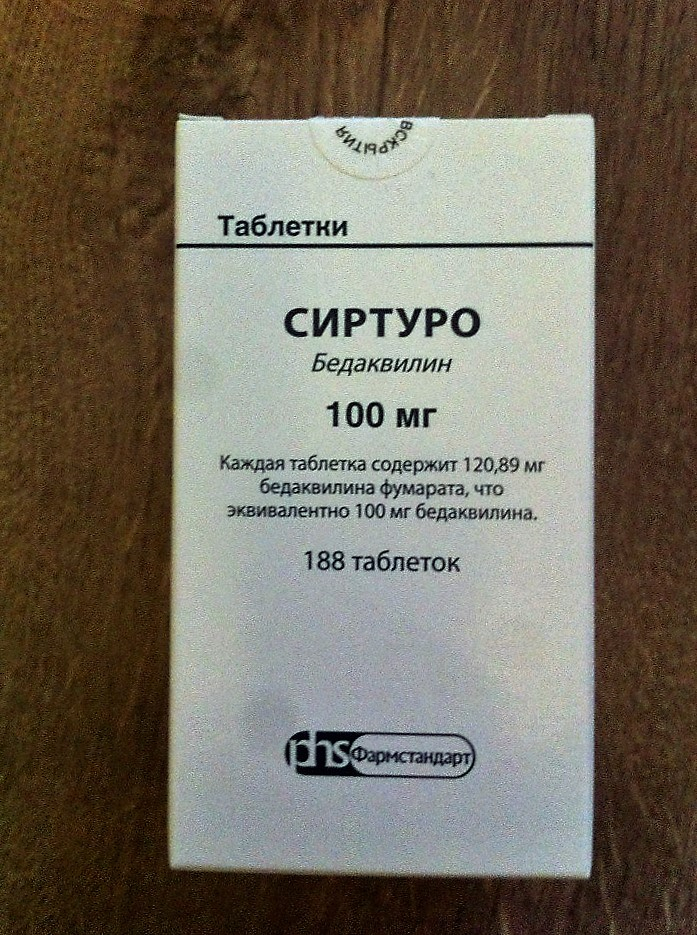 ВСКРЫТИЯ
Таблетки
СИРТУРО
Бедаквилин
100 мг
Каждая таблетка содержит 120,89 мг
бедаквилина фумарата, что
эквивалентно 100 мг бедаквилина.
188 таблеток
phs Фармстандарт